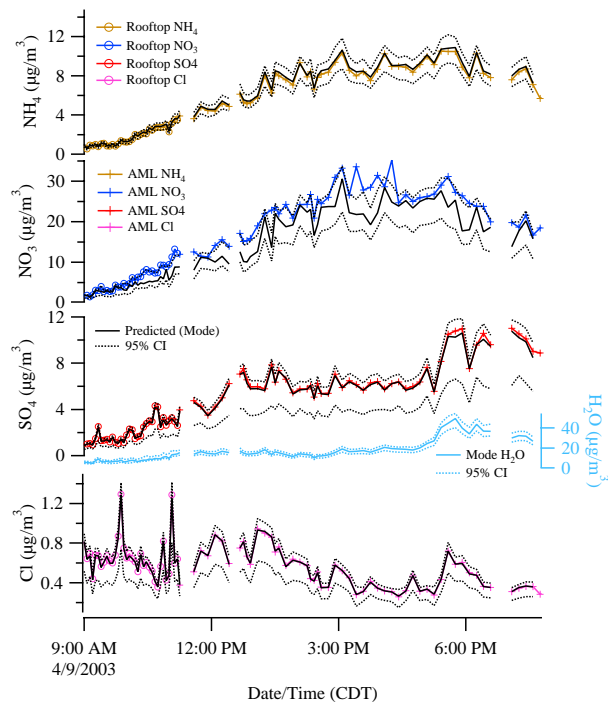 Rooftop NH4
Rooftop NO3
Rooftop SO4
Rooftop Cl
12
8
4
0
NH4 (μg/m3)
AML NH4
AML NO3
AML SO4
AML Cl
30
20
10
0
NO3 (μg/m3)
Predicted (Mode)
95% CI
12
8
4
0
SO4 (μg/m3)
40
20
0
H2O (μg/m3)
Mode H2O
95% CI
1.2
0.8
0.4
Cl (μg/m3)
9:00 AM
4/9/2003
12:00 PM
3:00 PM
6:00 PM
Date/Time (CDT)